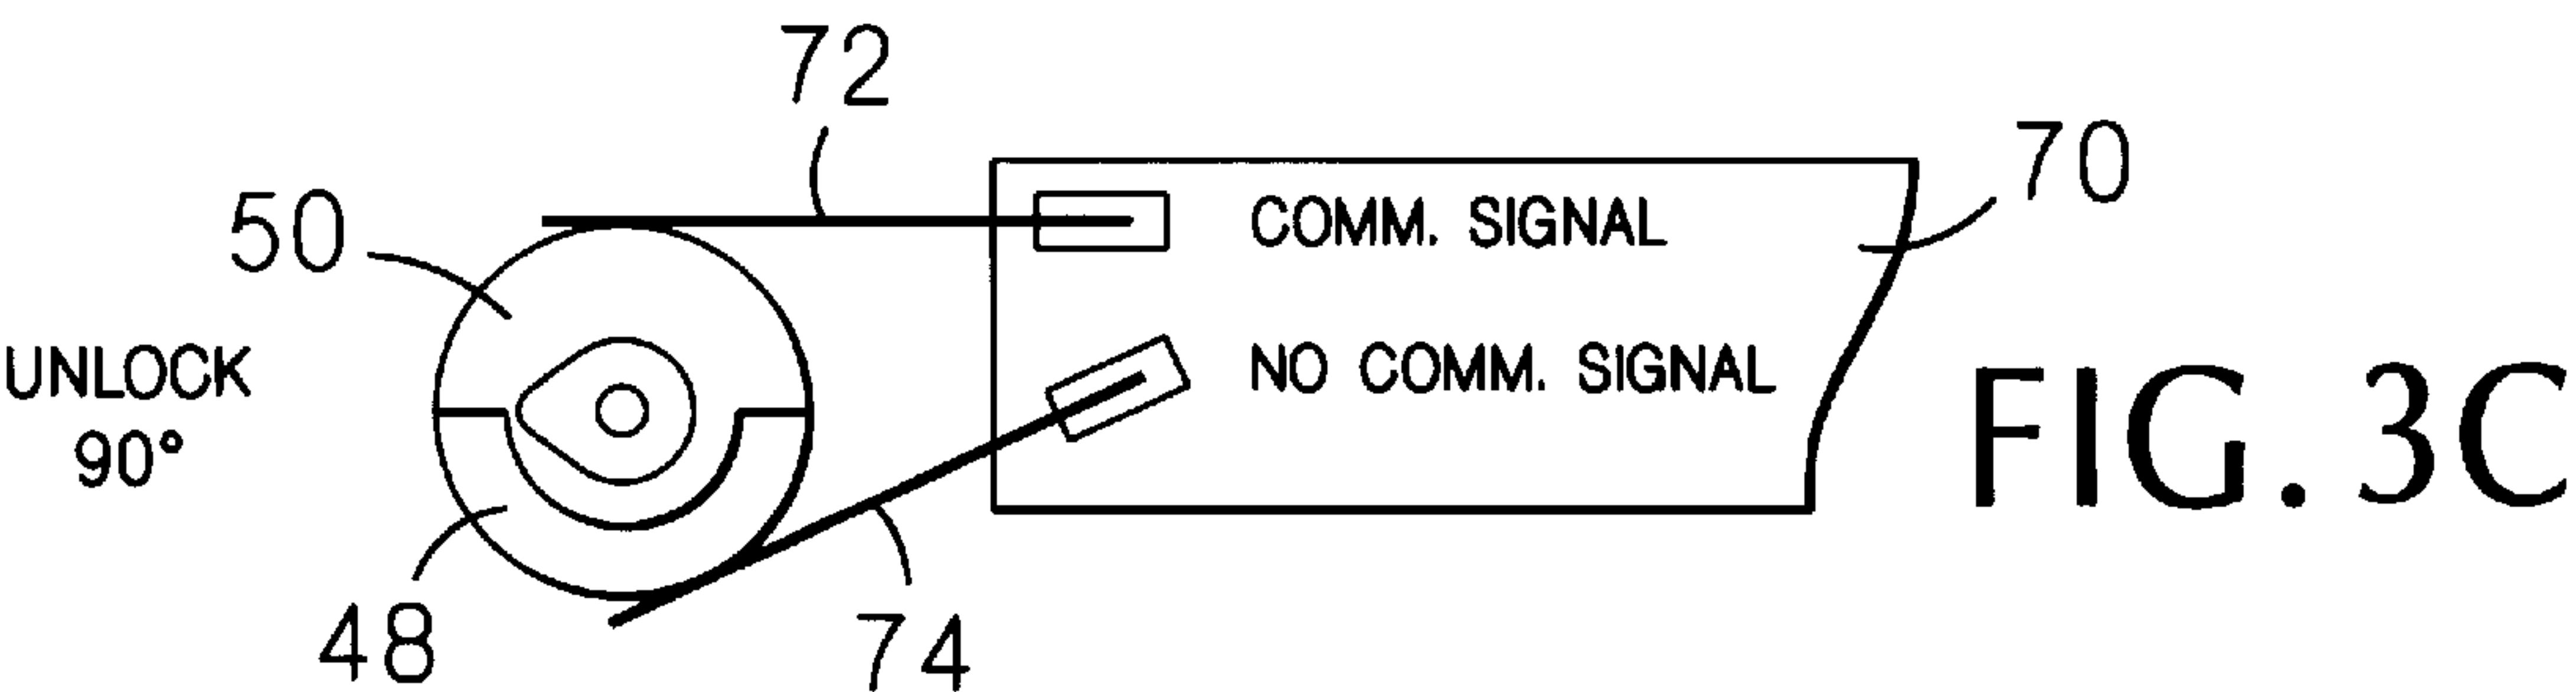 72
70
50
COMM. SIGNAL
UNLOCK
90°
NO COMM. SIGNAL
FIG. 3C
48
74